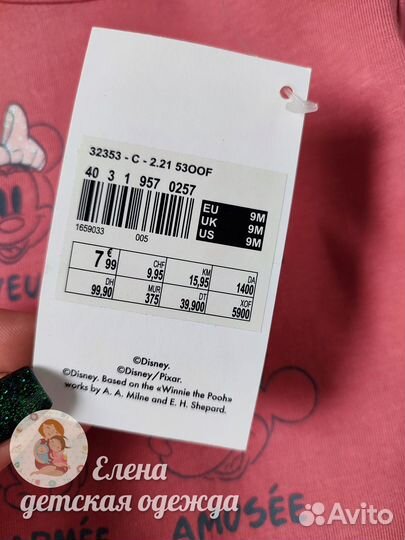 32353 - C - 2.21 53OOF
40 3 1 957 0257
1659033
005
EU 9M
UK 9M
US 9M
7 €99
CHF 9,95
KM 15,95
DA 1400
DH 99,90
MUR 375
DT 39,900
XOF 5900
©Disney.
©Disney/Pixar.
©Disney. Based on the «Winnie the Pooh»
works by A. A. Milne and E. H. Shepard.
Елена
детская одежда
AMUSÉE
Avito